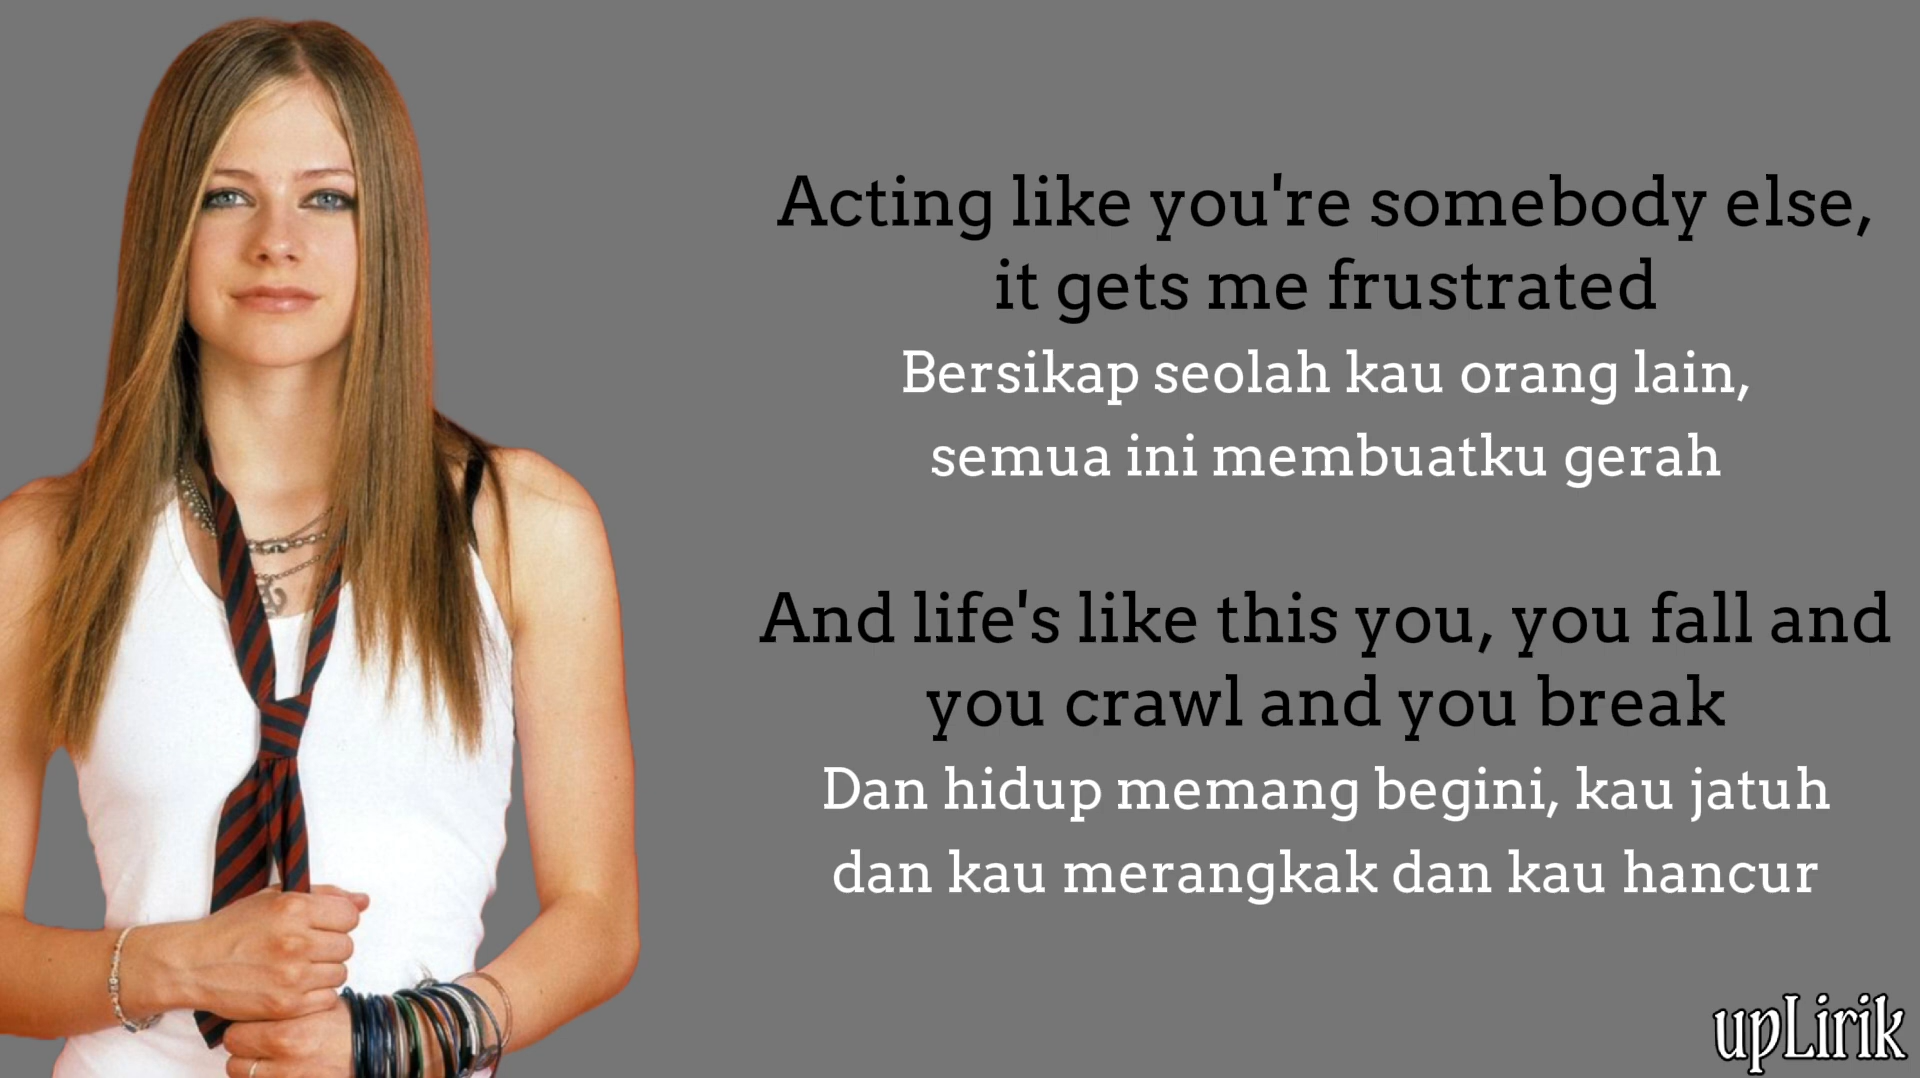 Acting like you're somebody else,
it gets me frustrated
Bersikap seolah kau orang lain,
semua ini membuatku gerah
And life's like this you, you fall and
you crawl and you break
Dan hidup memang begini, kau jatuh
dan kau merangkak dan kau hancur
upLirik